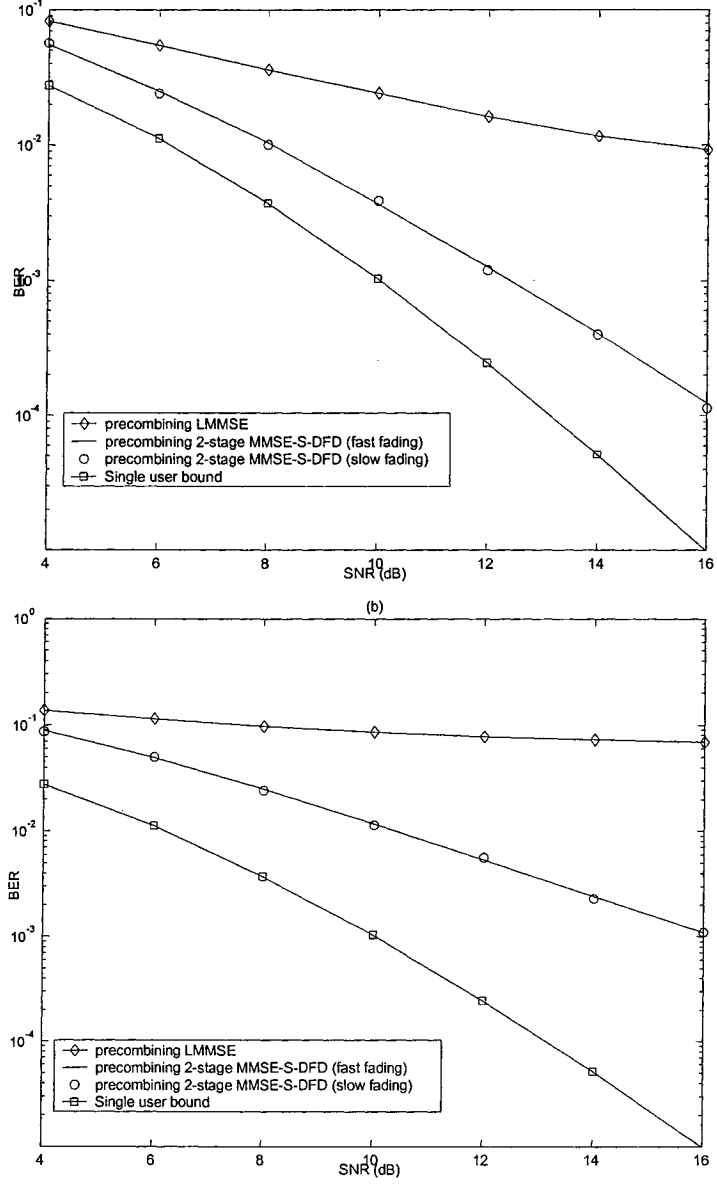 10^-1
10^-2
10^-3
BER
10^-4
precombining LMMSE
precombining 2-stage MMSE-S-DFD (fast fading)
precombining 2-stage MMSE-S-DFD (slow fading)
Single user bound
4 6 8 10 12 14 16
SNR (dB)
(b)
10^0
10^-1
10^-2
BER
10^-3
10^-4
precombining LMMSE
precombining 2-stage MMSE-S-DFD (fast fading)
precombining 2-stage MMSE-S-DFD (slow fading)
Single user bound
4 6 8 10 12 14 16
SNR (dB)